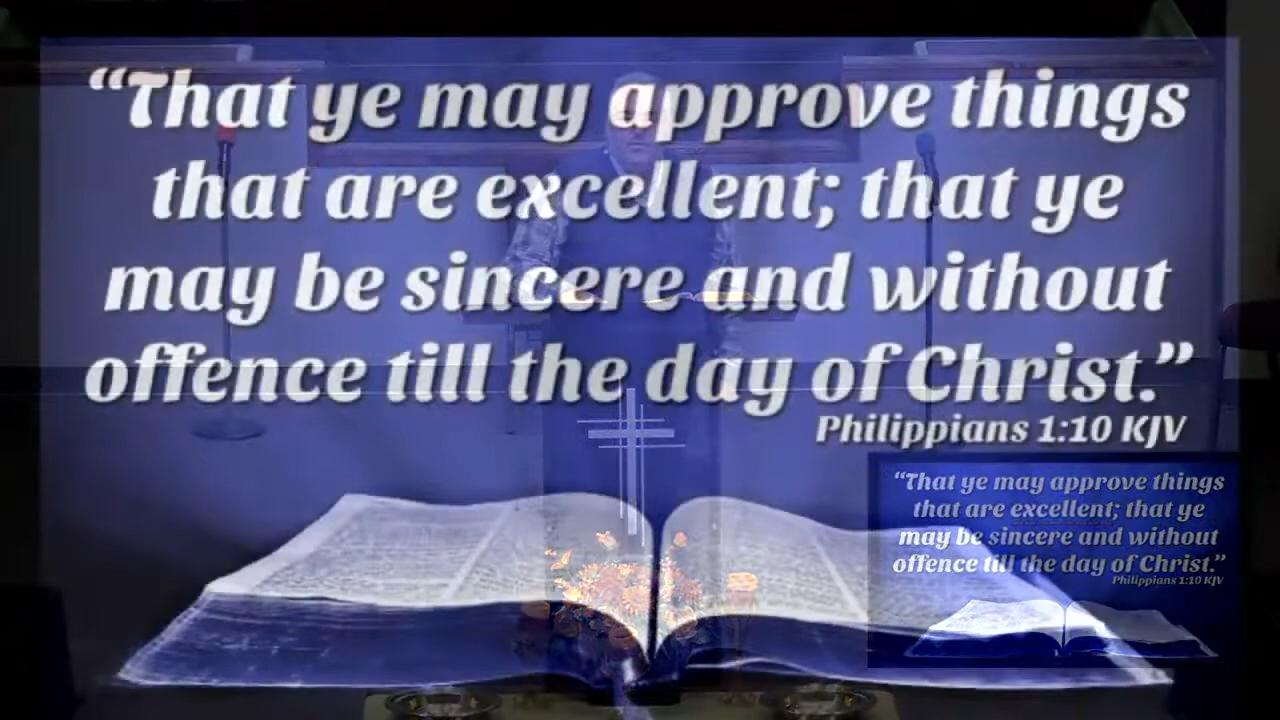 “That ye may approve things
that are excellent; that ye
may be sincere and without
offence till the day of Christ.”
Philippians 1:10 KJV
“That ye may approve things
that are excellent; that ye
may be sincere and without
offence till the day of Christ.”
Philippians 1:10 KJV